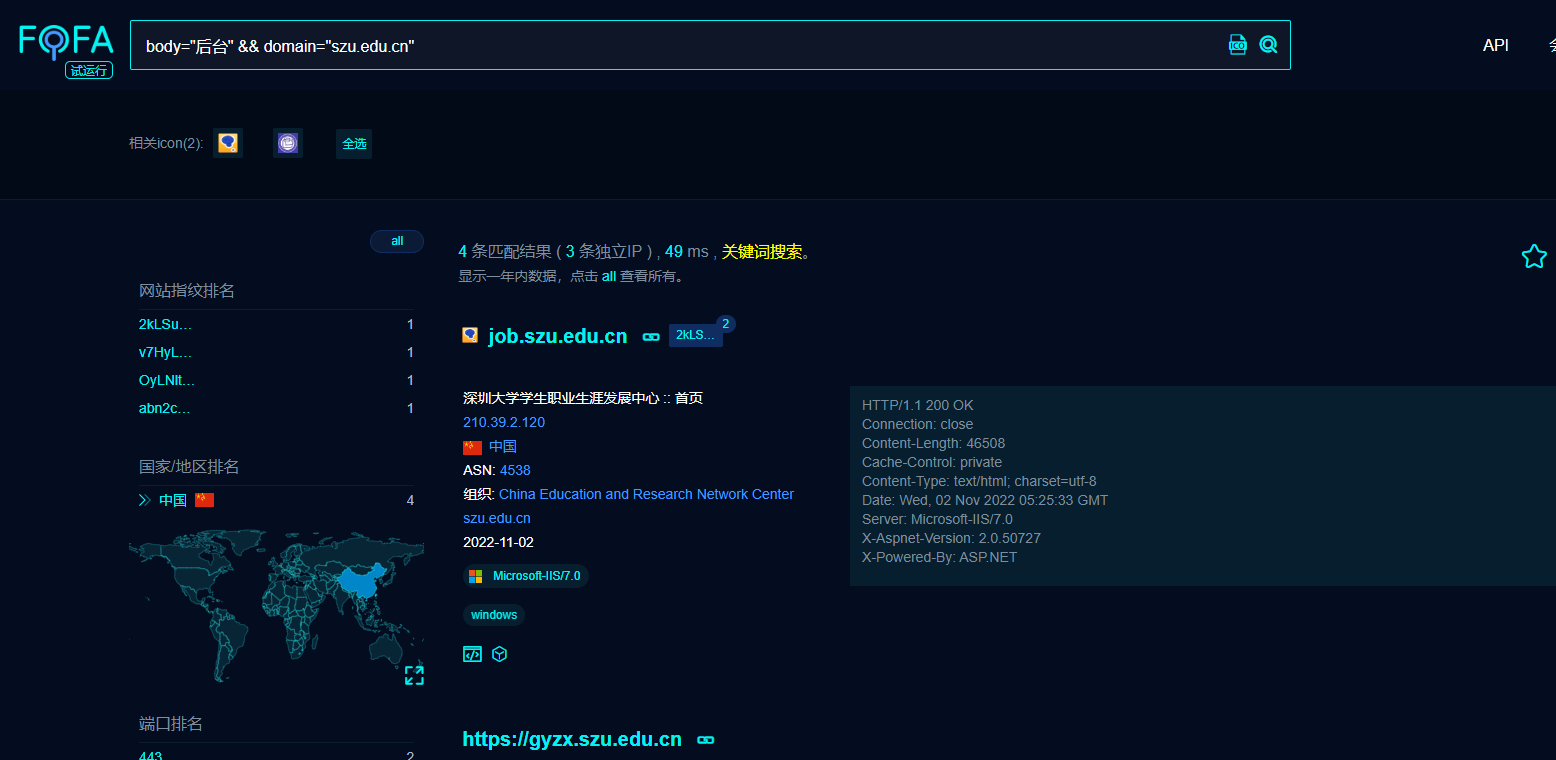 FOFA
试运行
body="后台" && domain="szu.edu.cn"
ICO
API
相关icon(2):
全选
all
4 条匹配结果 ( 3 条独立IP ) , 49 ms , 关键词搜索。
显示一年内数据，点击 all 查看所有。
网站指纹排名
2kLSu... 1
v7HyL... 1
OyLNlt... 1
abn2c... 1
国家/地区排名
中国 4
端口排名
443 2
job.szu.edu.cn
2kLS...
2
深圳大学学生职业生涯发展中心 :: 首页
210.39.2.120
中国
ASN: 4538
组织: China Education and Research Network Center
szu.edu.cn
2022-11-02
Microsoft-IIS/7.0
windows
HTTP/1.1 200 OK
Connection: close
Content-Length: 46508
Cache-Control: private
Content-Type: text/html; charset=utf-8
Date: Wed, 02 Nov 2022 05:25:33 GMT
Server: Microsoft-IIS/7.0
X-Aspnet-Version: 2.0.50727
X-Powered-By: ASP.NET
https://gyzx.szu.edu.cn